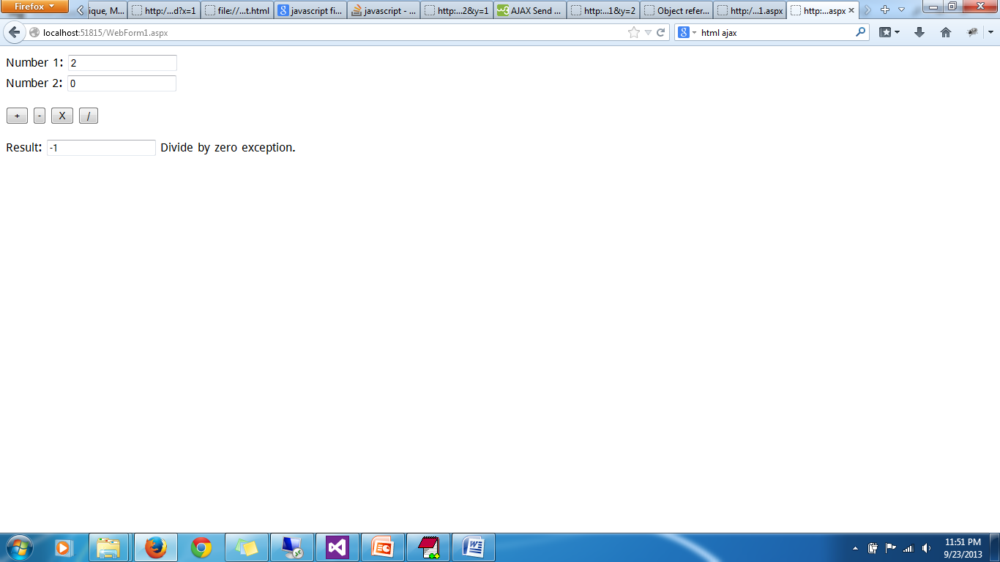 Firefox
ique, M...
http:/...d?x=1
file://...t.html
javascript fi...
javascript - ...
http:...2&y=1
AJAX Send ...
http:...1&y=2
Object refer...
http:/...1.aspx
http:...aspx
localhost:51815/WebForm1.aspx
html ajax
Number 1: 2
Number 2: 0
+ - X /
Result: -1 Divide by zero exception.
11:51 PM
9/23/2013